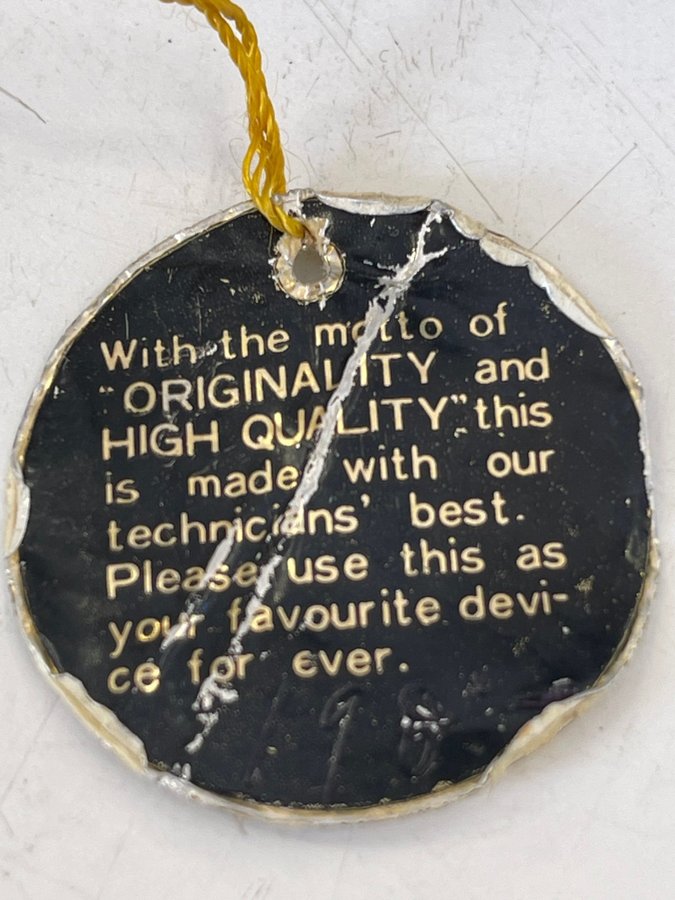 With the motto of
"ORIGINALITY and
HIGH QUALITY" this
is made with our
technicians' best.
Please use this as
your favourite devi-
ce for ever.